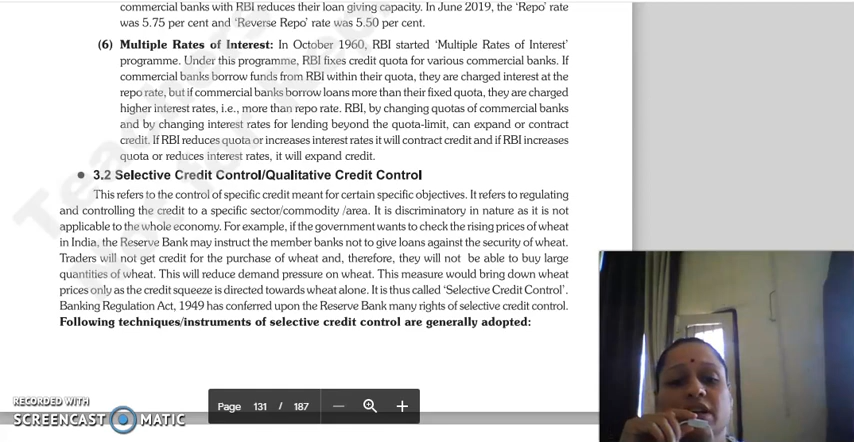 commercial banks with RBI reduces their loan giving capacity. In June 2019, the 'Repo' rate
was 5.75 per cent and 'Reverse Repo' rate was 5.50 per cent.
(6) Multiple Rates of Interest: In October 1960, RBI started 'Multiple Rates of Interest'
programme. Under this programme, RBI fixes credit quota for various commercial banks. If
commercial banks borrow funds from RBI within their quota, they are charged interest at the
repo rate, but if commercial banks borrow loans more than their fixed quota, they are charged
higher interest rates, i.e., more than repo rate. RBI, by changing quotas of commercial banks
and by changing interest rates for lending beyond the quota-limit, can expand or contract
credit. If RBI reduces quota or increases interest rates it will contract credit and if RBI increases
quota or reduces interest rates, it will expand credit.
● 3.2 Selective Credit Control/Qualitative Credit Control
This refers to the control of specific credit meant for certain specific objectives. It refers to regulating
and controlling the credit to a specific sector/commodity /area. It is discriminatory in nature as it is not
applicable to the whole economy. For example, if the government wants to check the rising prices of wheat
in India, the Reserve Bank may instruct the member banks not to give loans against the security of wheat.
Traders will not get credit for the purchase of wheat and, therefore, they will not be able to buy large
quantities of wheat. This will reduce demand pressure on wheat. This measure would bring down wheat
prices only as the credit squeeze is directed towards wheat alone. It is thus called 'Selective Credit Control'.
Banking Regulation Act, 1949 has conferred upon the Reserve Bank many rights of selective credit control.
Following techniques/instruments of selective credit control are generally adopted:
Page 131 / 187
RECORDED WITH
SCREENCAST MATIC